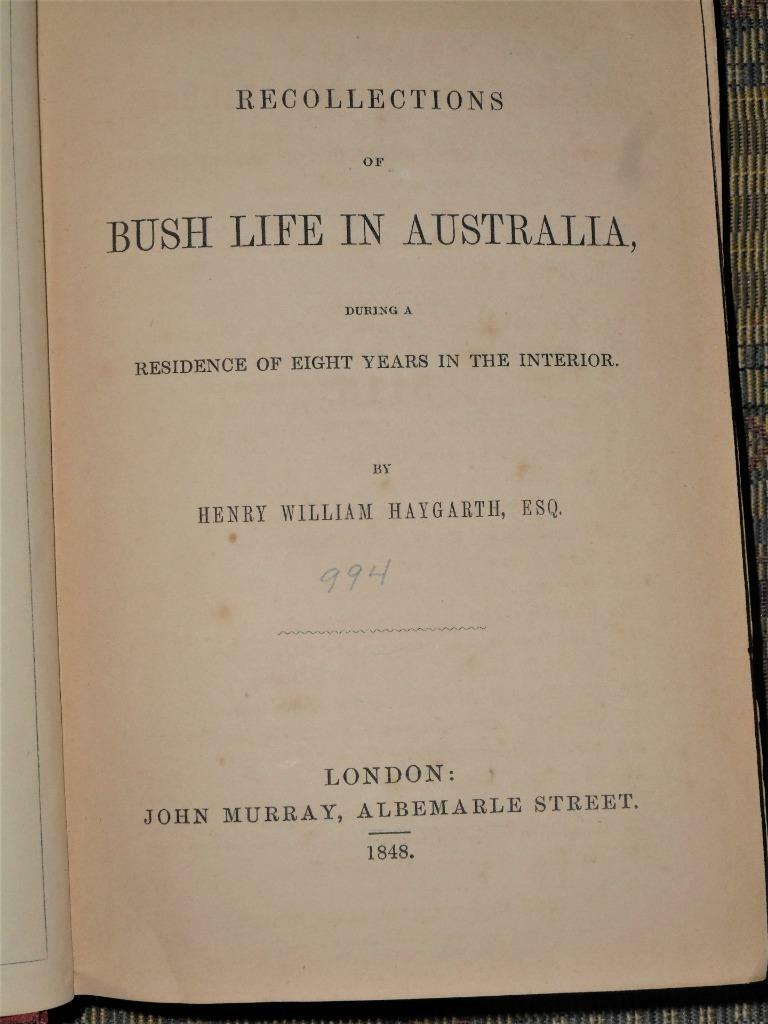 RECOLLECTIONS
OF
BUSH LIFE IN AUSTRALIA,
DURING A
RESIDENCE OF EIGHT YEARS IN THE INTERIOR.
BY
HENRY WILLIAM HAYGARTH, ESQ.
994
LONDON:
JOHN MURRAY, ALBEMARLE STREET.
1848.